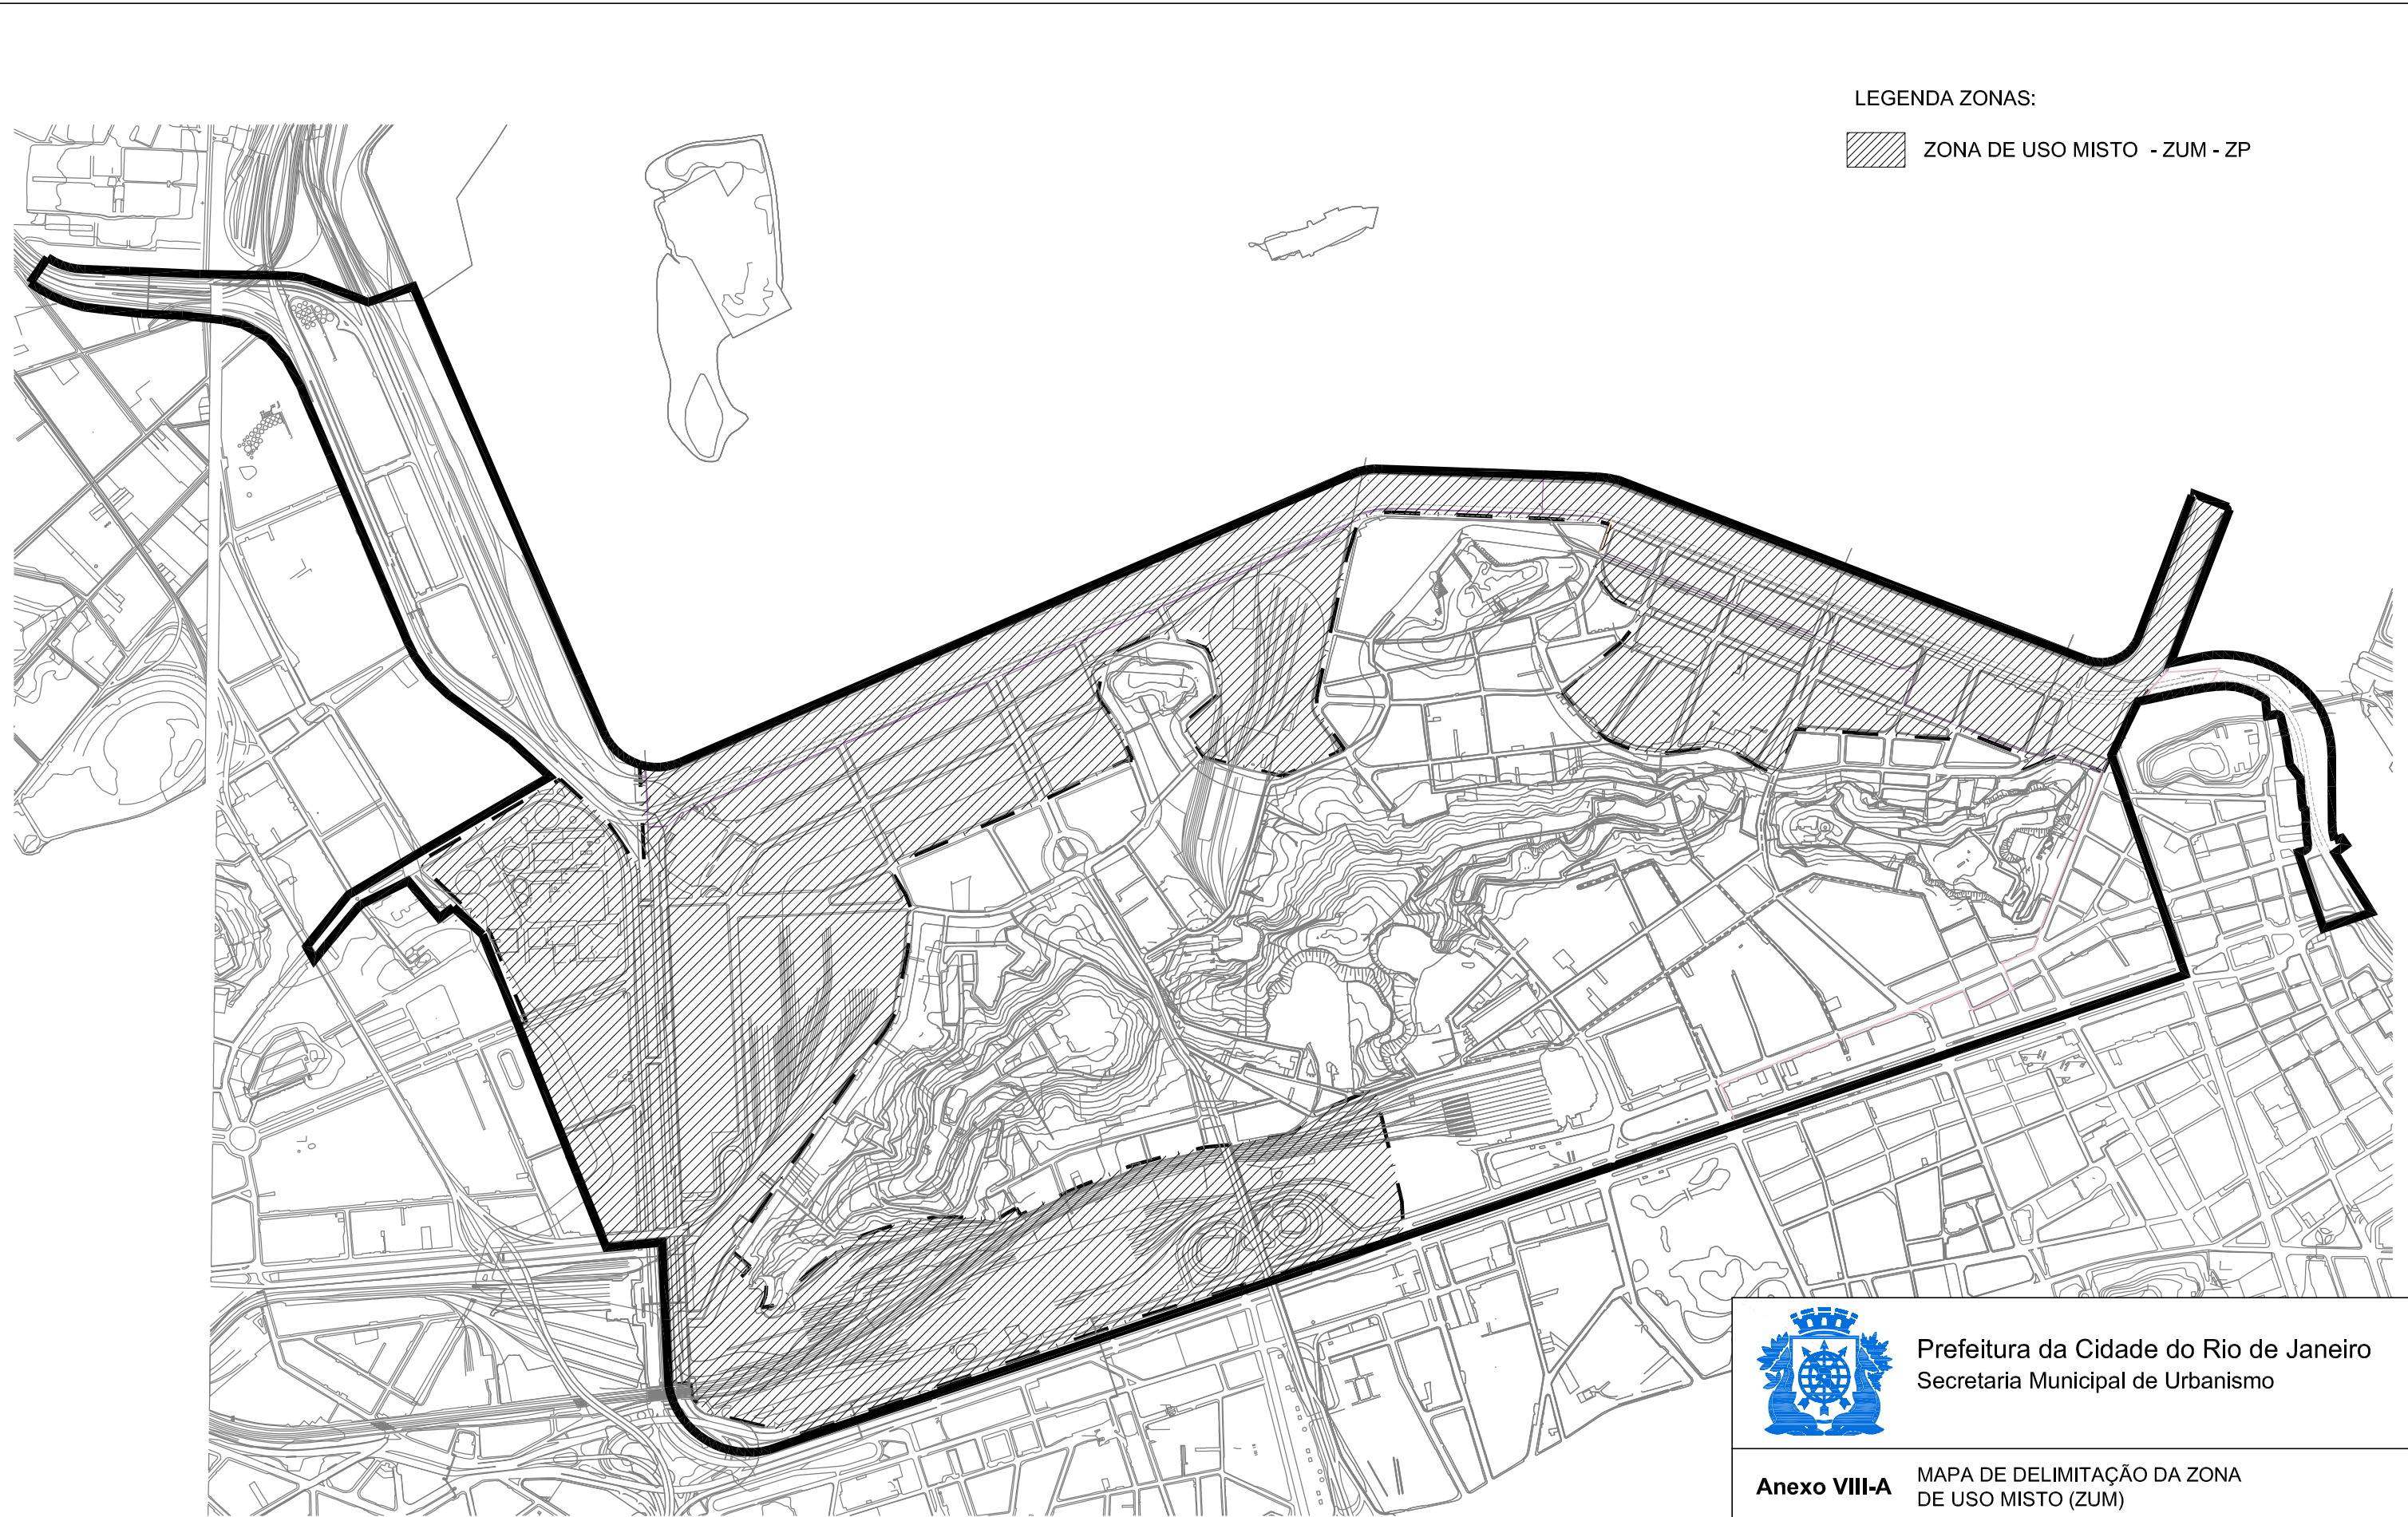 LEGENDA ZONAS:
ZONA DE USO MISTO - ZUM - ZP
Prefeitura da Cidade do Rio de Janeiro
Secretaria Municipal de Urbanismo
Anexo VIII-A
MAPA DE DELIMITAÇÃO DA ZONA
DE USO MISTO (ZUM)